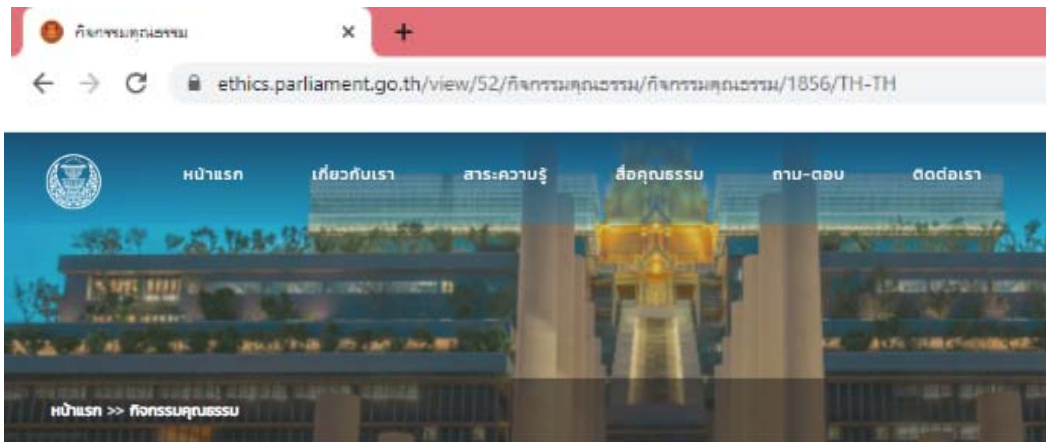 กิจกรรมคุณธรรม
ethics.parliament.go.th/view/52/กิจกรรมคุณธรรม/กิจกรรมคุณธรรม/1856/TH-TH
หน้าแรก เกี่ยวกับเรา สาระความรู้ สื่อคุณธรรม ถาม-ตอบ ติดต่อเรา
หน้าแรก >> กิจกรรมคุณธรรม